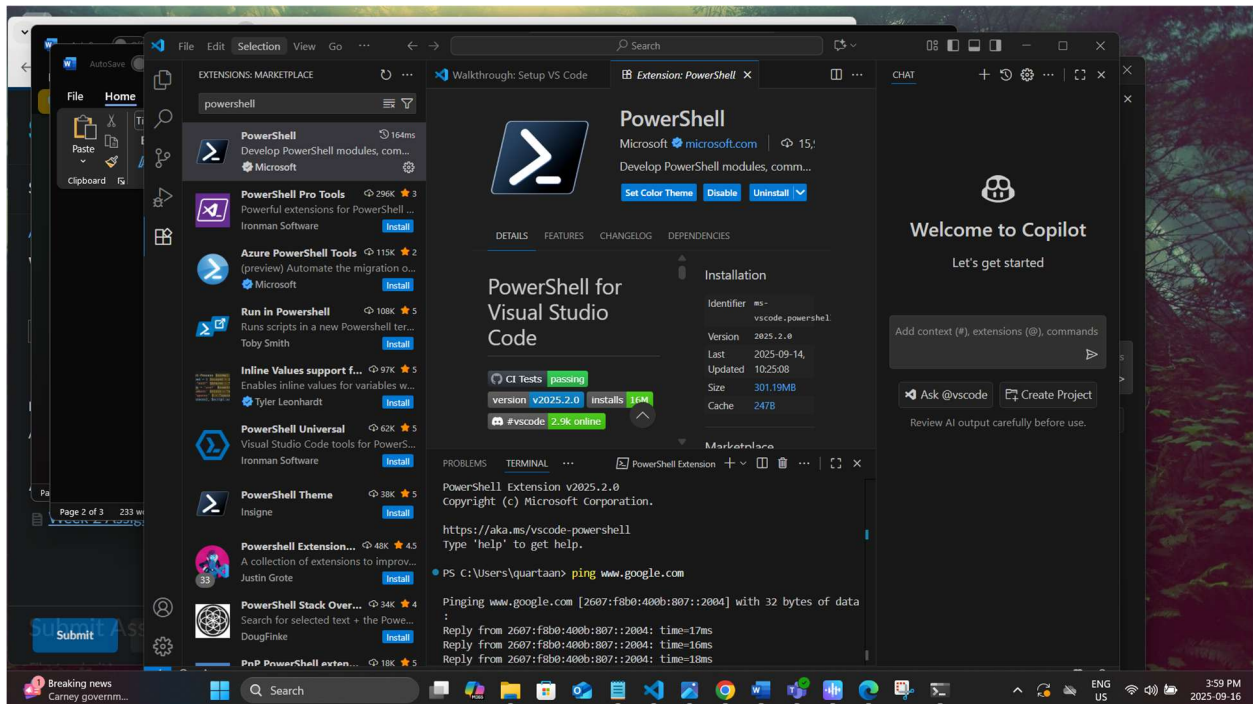 File Edit Selection View Go ··· Search
AutoSave
File Home
Paste
Clipboard
Page 2 of 3 233 w
Submit Ass
Submit
EXTENSIONS: MARKETPLACE
powershell
PowerShell 164ms
Develop PowerShell modules, com...
Microsoft
PowerShell Pro Tools 296K ★ 3
Powerful extensions for PowerShell ...
Ironman Software Install
Azure PowerShell Tools 115K ★ 2
(preview) Automate the migration o...
Microsoft Install
Run in Powershell 108K ★ 5
Runs scripts in a new Powershell ter...
Toby Smith Install
Inline Values support f... 97K ★ 5
Enables inline values for variables w...
Tyler Leonhardt Install
PowerShell Universal 62K ★ 5
Visual Studio Code tools for PowerS...
Ironman Software Install
PowerShell Theme 38K ★ 5
Insigne Install
Powershell Extension... 48K ★ 4.5
A collection of extensions to improv...
33 Justin Grote Install
PowerShell Stack Over... 34K ★ 4
Search for selected text + the Powe...
DougFinke Install
PnP PowerShell exten... 18K ★ 5
Walkthrough: Setup VS Code Extension: PowerShell
PowerShell
Microsoft microsoft.com 15,
Develop PowerShell modules, comm...
Set Color Theme Disable Uninstall
DETAILS FEATURES CHANGELOG DEPENDENCIES
PowerShell for
Visual Studio
Code
CI Tests passing
version v2025.2.0 installs 16M
#vscode 2.9k online
Installation
Identifier ms-
vscode.powershel
Version 2025.2.0
Last 2025-09-14,
Updated 10:25:08
Size 301.19MB
Cache 247B
Marketplace
PROBLEMS TERMINAL ··· PowerShell Extension
PowerShell Extension v2025.2.0
Copyright (c) Microsoft Corporation.
https://aka.ms/vscode-powershell
Type 'help' to get help.
PS C:\Users\quartaan> ping www.google.com
Pinging www.google.com [2607:f8b0:400b:807::2004] with 32 bytes of data
:
Reply from 2607:f8b0:400b:807::2004: time=17ms
Reply from 2607:f8b0:400b:807::2004: time=16ms
Reply from 2607:f8b0:400b:807::2004: time=18ms
CHAT
Welcome to Copilot
Let's get started
Add context (#), extensions (@), commands
Ask @vscode Create Project
Review AI output carefully before use.
1 Breaking news
Carney governm...
Search
ENG
US
3:59 PM
2025-09-16